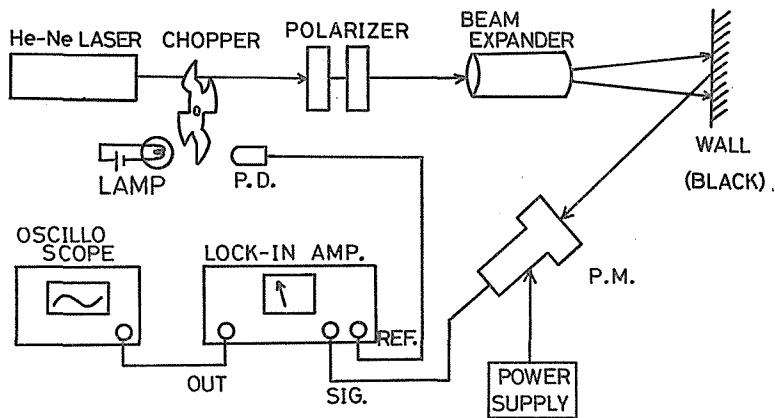 He-Ne LASER
CHOPPER
POLARIZER
BEAM
EXPANDER
WALL
(BLACK).
LAMP
P.D.
OSCILLO
SCOPE
LOCK-IN AMP.
P.M.
REF.
OUT
SIG.
POWER
SUPPLY